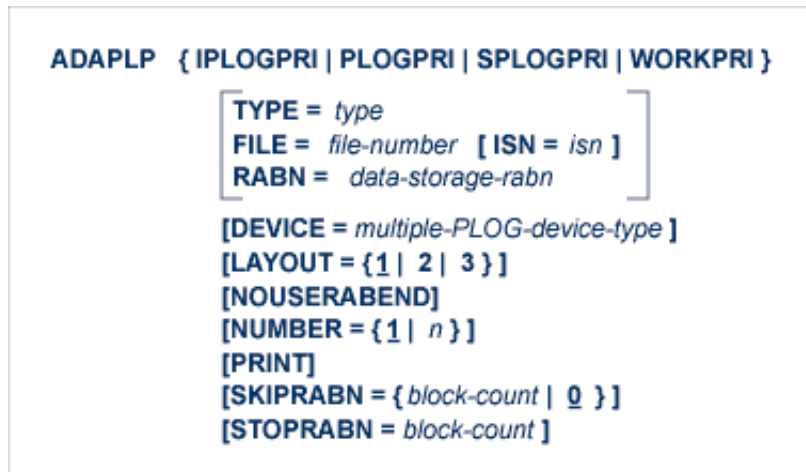 ADAPLP { IPLOGPRI | PLOGPRI | SPLOGPRI | WORKPRI }
TYPE = type
FILE = file-number [ ISN = isn ]
RABN = data-storage-rabn
[DEVICE = multiple-PLOG-device-type ]
[LAYOUT = { 1 | 2 | 3 } ]
[NOUSERABEND]
[NUMBER = { 1 | n } ]
[PRINT]
[SKIPRABN = { block-count | 0 } ]
[STOPRABN = block-count ]